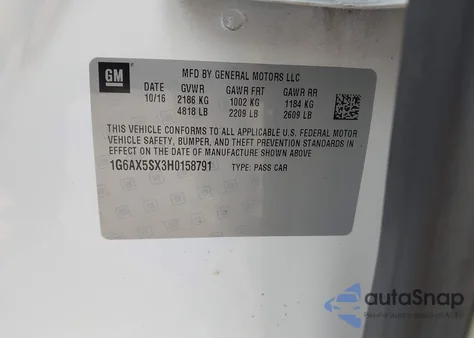 GM
MFD BY GENERAL MOTORS LLC
DATE GVWR GAWR FRT GAWR RR
10/16 2186 KG 1002 KG 1184 KG
4818 LB 2209 LB 2609 LB
THIS VEHICLE CONFORMS TO ALL APPLICABLE U.S. FEDERAL MOTOR
VEHICLE SAFETY, BUMPER, AND THEFT PREVENTION STANDARDS IN
EFFECT ON THE DATE OF MANUFACTURE SHOWN ABOVE.
1G6AX5SX3H0158791 TYPE: PASS CAR
autoSnap